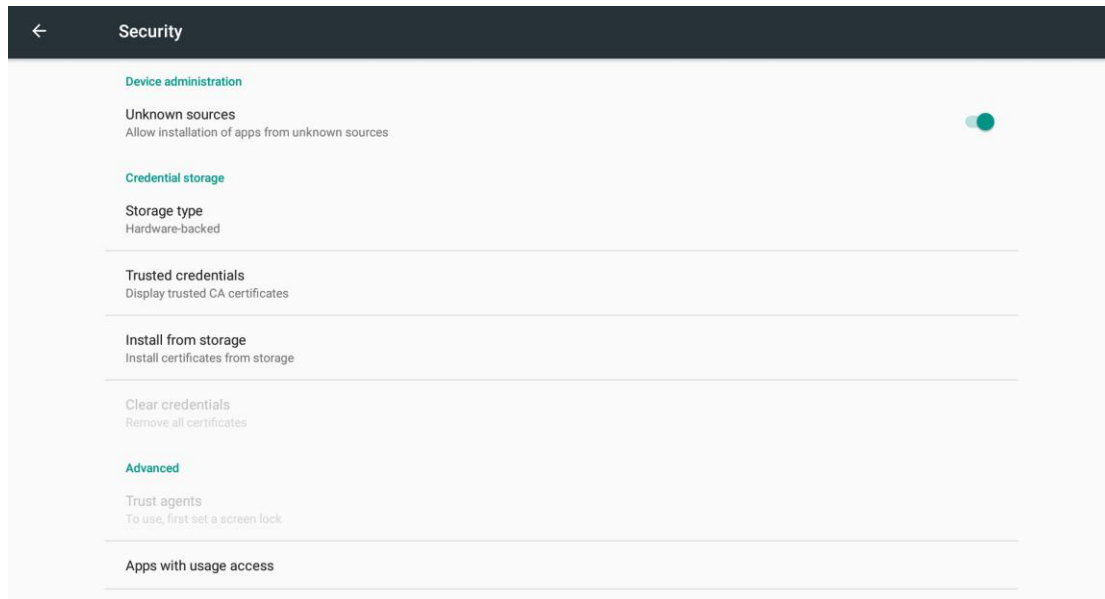 Security
Device administration
Unknown sources
Allow installation of apps from unknown sources
Credential storage
Storage type
Hardware-backed
Trusted credentials
Display trusted CA certificates
Install from storage
Install certificates from storage
Clear credentials
Remove all certificates
Advanced
Trust agents
To use, first set a screen lock
Apps with usage access